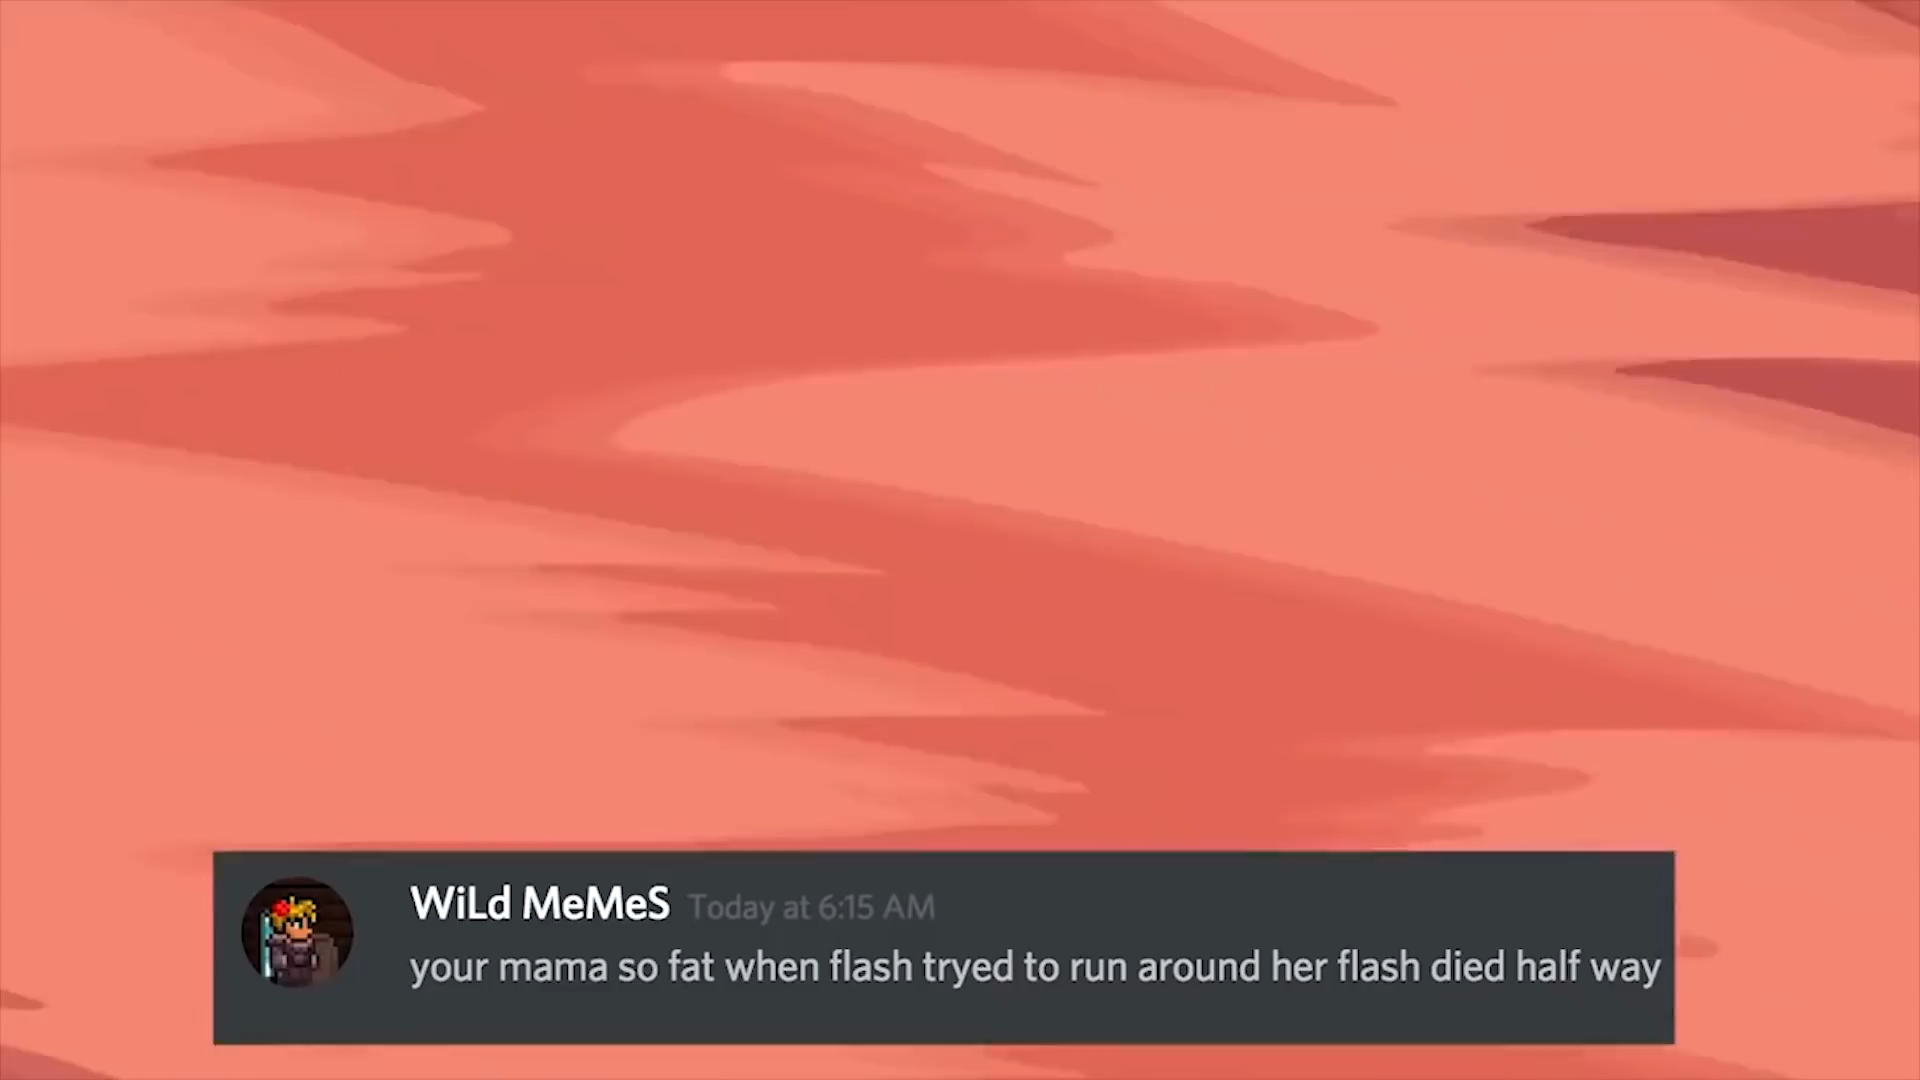 WiLd MeMeS Today at 6:15 AM
your mama so fat when flash tryed to run around her flash died half way